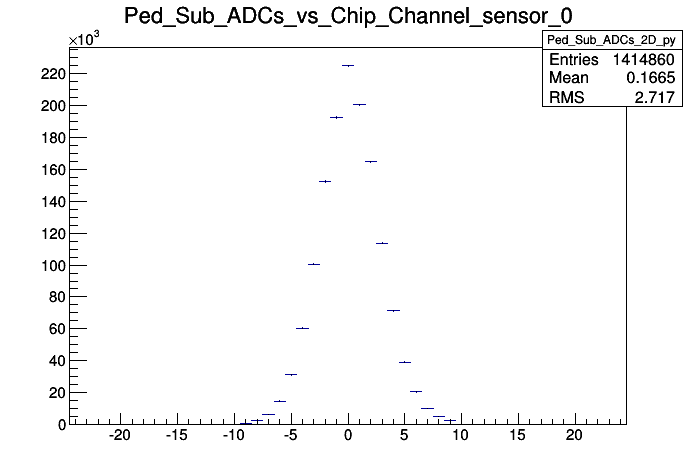 Ped_Sub_ADCs_vs_Chip_Channel_sensor_0
×10³
Ped_Sub_ADCs_2D_py
Entries 1414860
Mean 0.1665
RMS 2.717
220
200
180
160
140
120
100
80
60
40
20
0
-20 -15 -10 -5 0 5 10 15 20